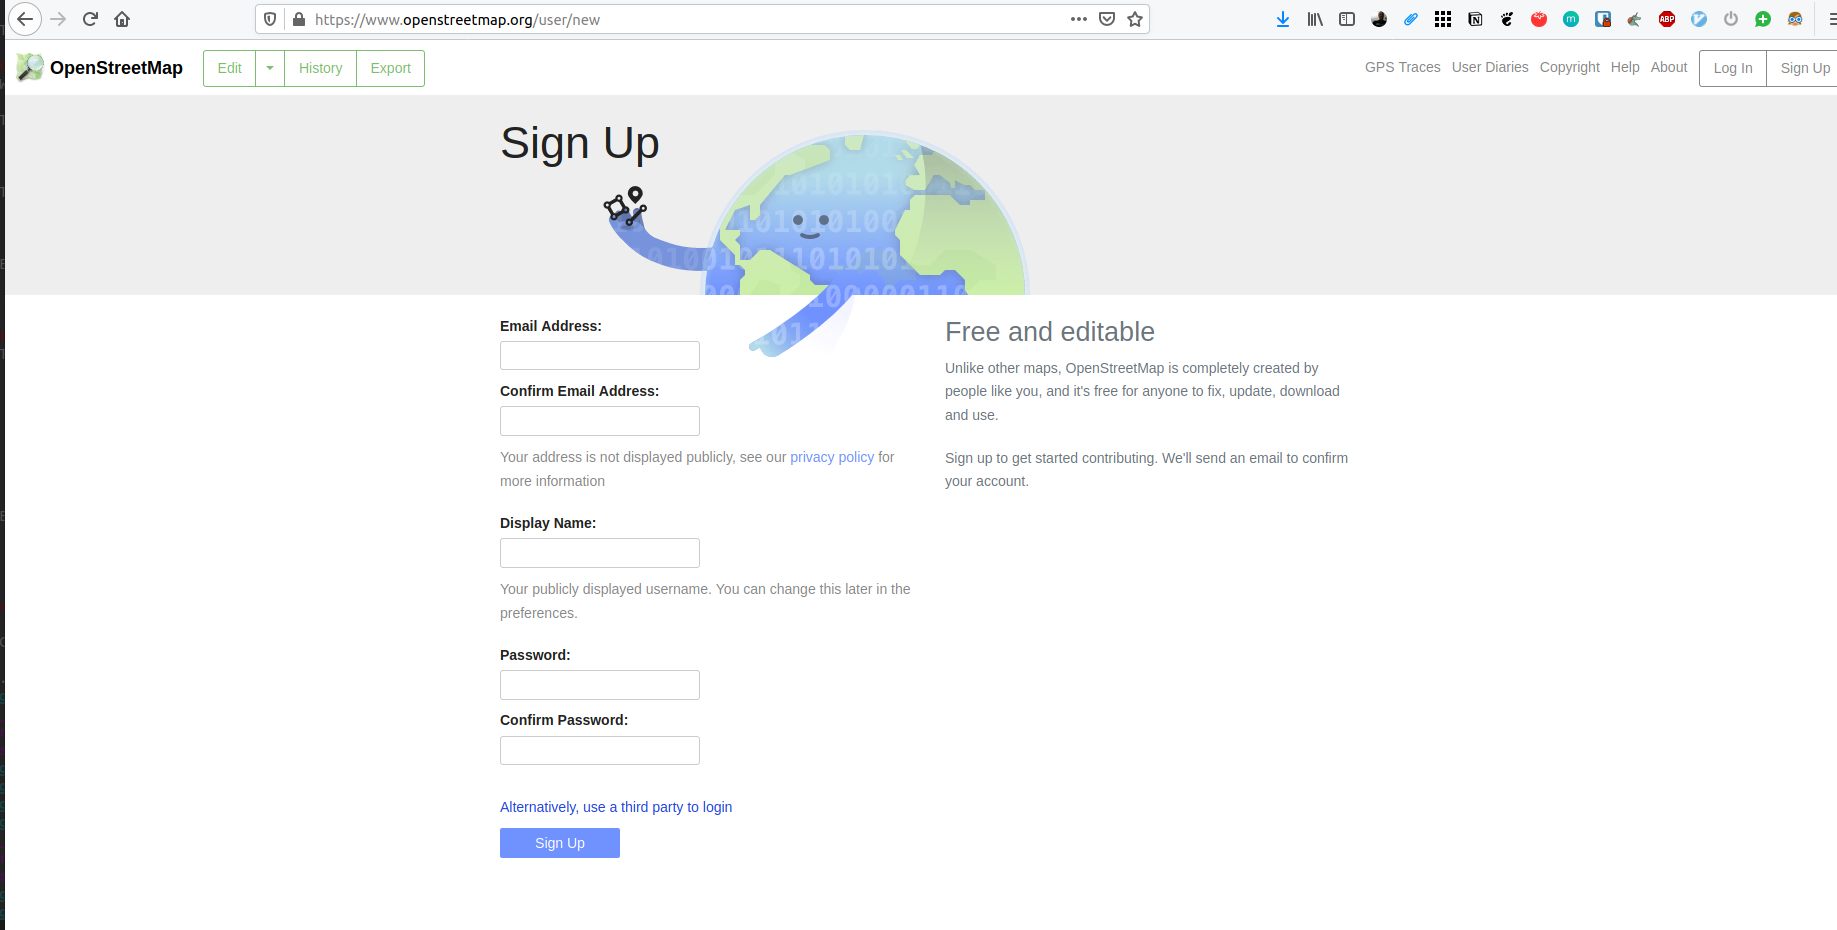 https://www.openstreetmap.org/user/new
OpenStreetMap
Edit
History
Export
GPS Traces
User Diaries
Copyright
Help
About
Log In
Sign Up
Sign Up
Email Address:
Confirm Email Address:
Your address is not displayed publicly, see our privacy policy for
more information
Display Name:
Your publicly displayed username. You can change this later in the
preferences.
Password:
Confirm Password:
Alternatively, use a third party to login
Sign Up
Free and editable
Unlike other maps, OpenStreetMap is completely created by
people like you, and it's free for anyone to fix, update, download
and use.
Sign up to get started contributing. We'll send an email to confirm
your account.